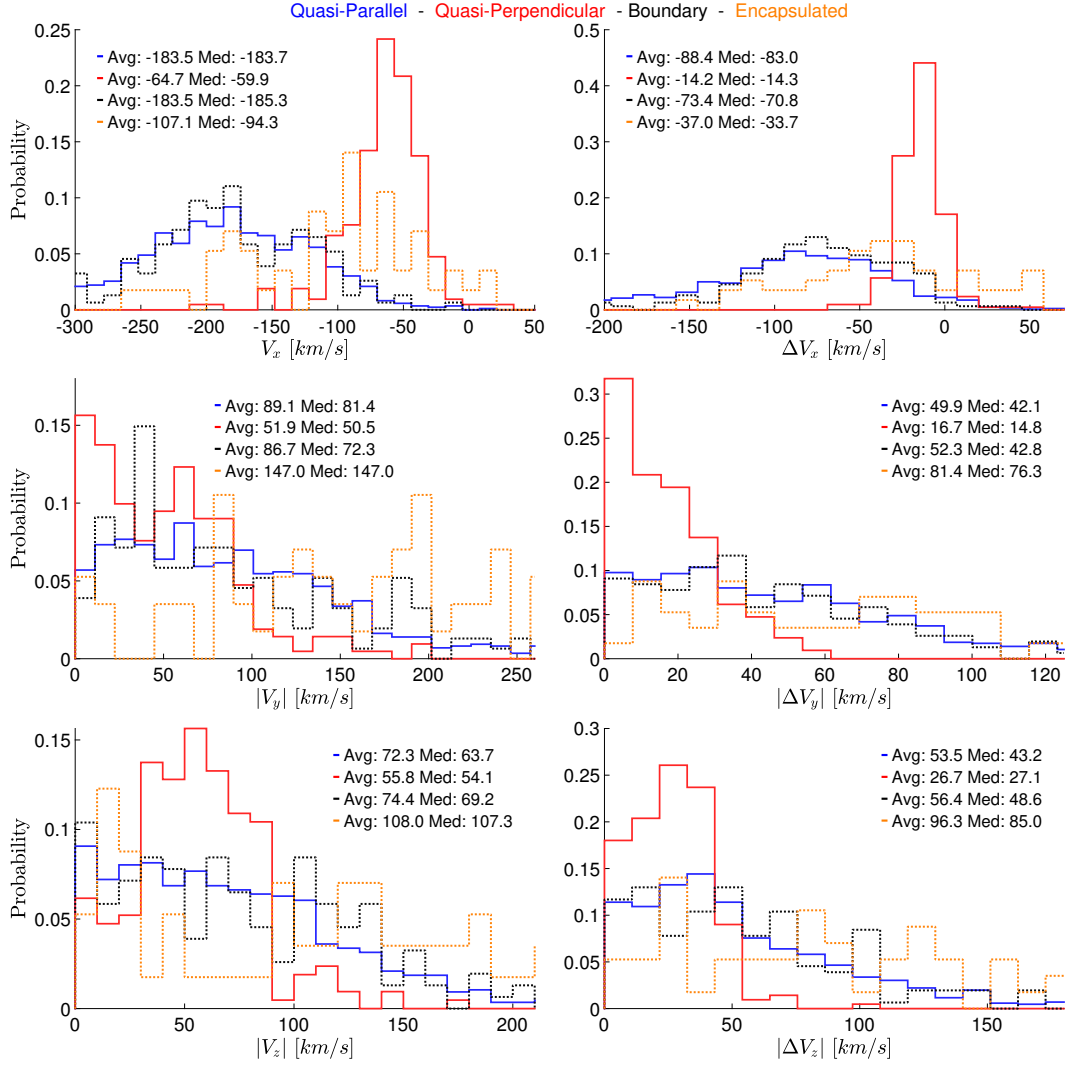 Quasi-Parallel - Quasi-Perpendicular - Boundary - Encapsulated
0.25
0.2
0.15
0.1
0.05
0
Probability
Avg: -183.5 Med: -183.7
Avg: -64.7 Med: -59.9
Avg: -183.5 Med: -185.3
Avg: -107.1 Med: -94.3
-300 -250 -200 -150 -100 -50 0 50
V_x [km/s]
0.5
0.4
0.3
0.2
0.1
0
Avg: -88.4 Med: -83.0
Avg: -14.2 Med: -14.3
Avg: -73.4 Med: -70.8
Avg: -37.0 Med: -33.7
-200 -150 -100 -50 0 50
ΔV_x [km/s]
0.15
0.1
0.05
0
Probability
Avg: 89.1 Med: 81.4
Avg: 51.9 Med: 50.5
Avg: 86.7 Med: 72.3
Avg: 147.0 Med: 147.0
0 50 100 150 200 250
|V_y| [km/s]
0.3
0.25
0.2
0.15
0.1
0.05
0
Avg: 49.9 Med: 42.1
Avg: 16.7 Med: 14.8
Avg: 52.3 Med: 42.8
Avg: 81.4 Med: 76.3
0 20 40 60 80 100 120
|ΔV_y| [km/s]
0.15
0.1
0.05
0
Probability
Avg: 72.3 Med: 63.7
Avg: 55.8 Med: 54.1
Avg: 74.4 Med: 69.2
Avg: 108.0 Med: 107.3
0 50 100 150 200
|V_z| [km/s]
0.3
0.25
0.2
0.15
0.1
0.05
0
Avg: 53.5 Med: 43.2
Avg: 26.7 Med: 27.1
Avg: 56.4 Med: 48.6
Avg: 96.3 Med: 85.0
0 50 100 150
|ΔV_z| [km/s]